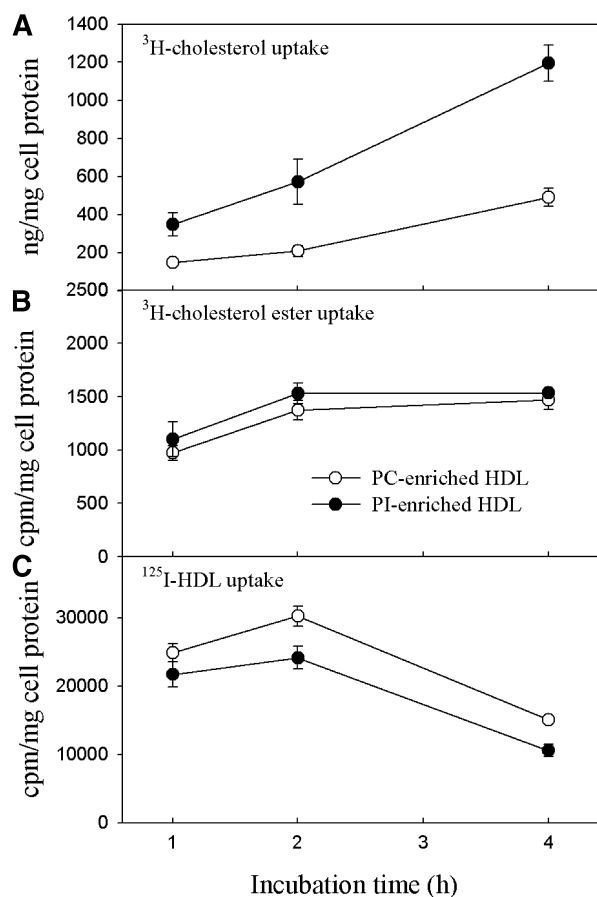 A
³H-cholesterol uptake
ng/mg cell protein
1400
1200
1000
800
600
400
200
0
B
³H-cholesterol ester uptake
cpm/mg cell protein
2500
2000
1500
1000
500
0
PC-enriched HDL
PI-enriched HDL
C
¹²⁵I-HDL uptake
cpm/mg cell protein
30000
20000
10000
0
1 2 3 4
Incubation time (h)